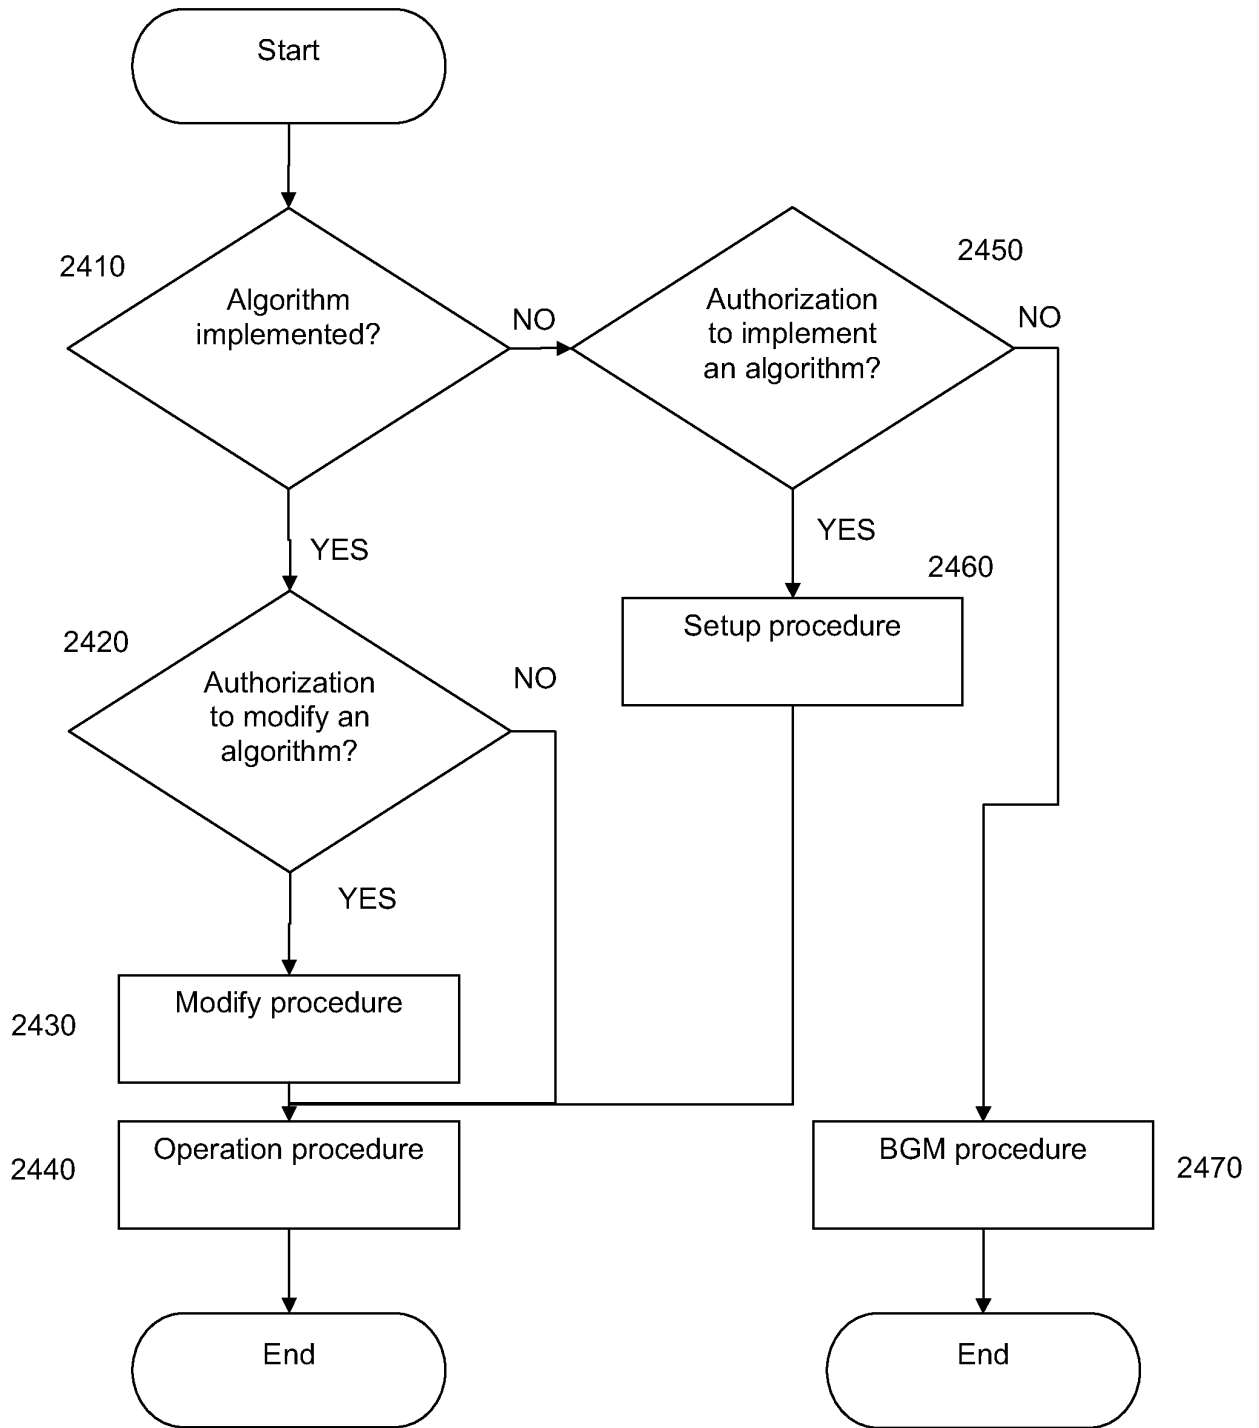 Start
2410
Algorithm
implemented?
NO
2450
Authorization
to implement
an algorithm?
NO
YES
YES
2460
Setup procedure
2420
Authorization
to modify an
algorithm?
NO
YES
2430
Modify procedure
2440
Operation procedure
BGM procedure
2470
End
End